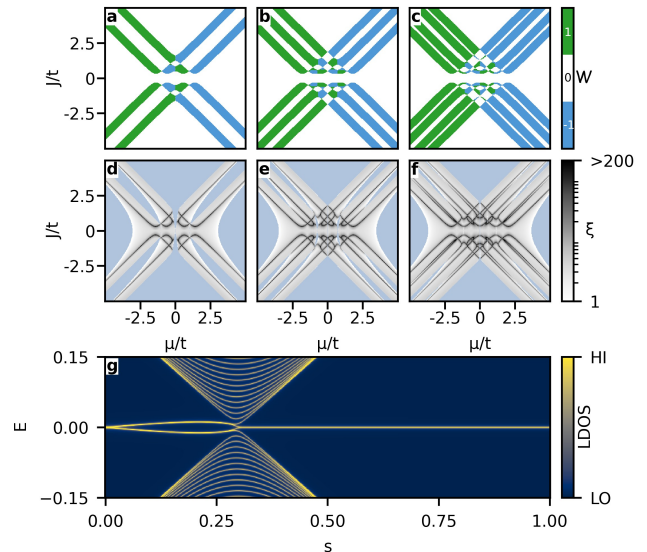 a b c
2.5
0
-2.5
J/t
1
0 W
-1
d e f
2.5
0
-2.5
J/t
>200
ξ
1
-2.5 0 2.5 -2.5 0 2.5 -2.5 0 2.5
μ/t μ/t μ/t
g
0.15
0.00
−0.15
E
HI
LDOS
LO
0.00 0.25 0.50 0.75 1.00
s